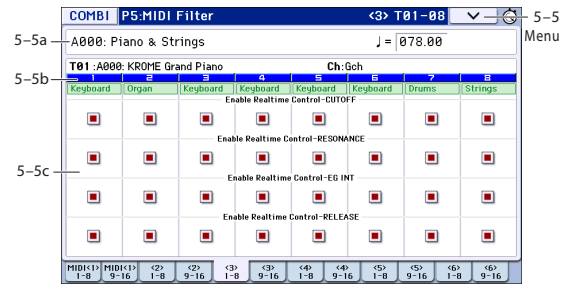 COMBI P5:MIDI Filter <3> T01-08 5–5
Menu
5–5a A000: Piano & Strings ♩= 078.00
T01 :A000: KROME Grand Piano Ch:Gch
5–5b 1 2 3 4 5 6 7 8
Keyboard Organ Keyboard Keyboard Keyboard Keyboard Drums Strings
Enable Realtime Control-CUTOFF
Enable Realtime Control-RESONANCE
5–5c
Enable Realtime Control-EG INT
Enable Realtime Control-RELEASE
MIDI<1> MIDI<1> <2> <2> <3> <3> <4> <4> <5> <5> <6> <6>
1-8 9-16 1-8 9-16 1-8 9-16 1-8 9-16 1-8 9-16 1-8 9-16